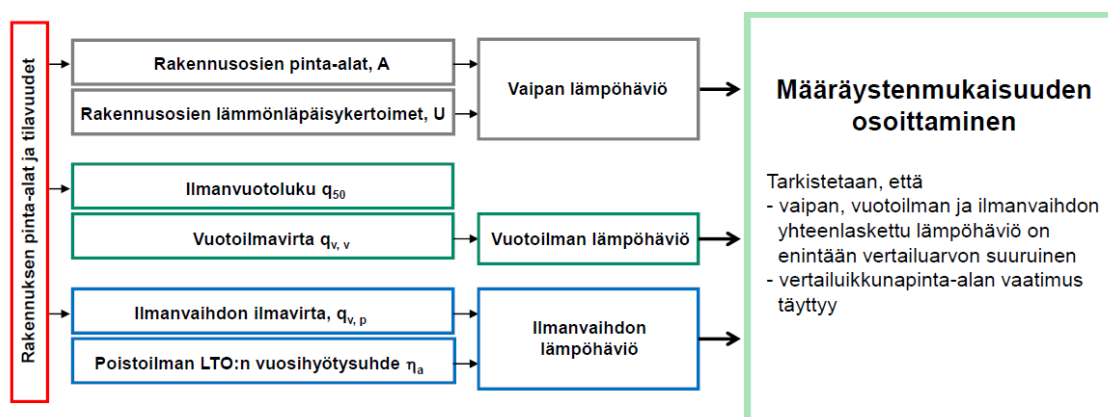 Rakennuksen pinta-alat ja tilavuudet
Rakennusosien pinta-alat, A
Rakennusosien lämmönläpäisykertoimet, U
Vaipan lämpöhäviö
Ilmanvuotoluku q50
Vuotoilmavirta qv, v
Vuotoilman lämpöhäviö
Ilmanvaihdon ilmavirta, qv, p
Poistoilman LTO:n vuosihyötysuhde ηa
Ilmanvaihdon
lämpöhäviö
Määräystenmukaisuuden
osoittaminen
Tarkistetaan, että
- vaipan, vuotoilman ja ilmanvaihdon
yhteenlaskettu lämpöhäviö on
enintään vertailuarvon suuruinen
- vertailuikkunapinta-alan vaatimus
täyttyy